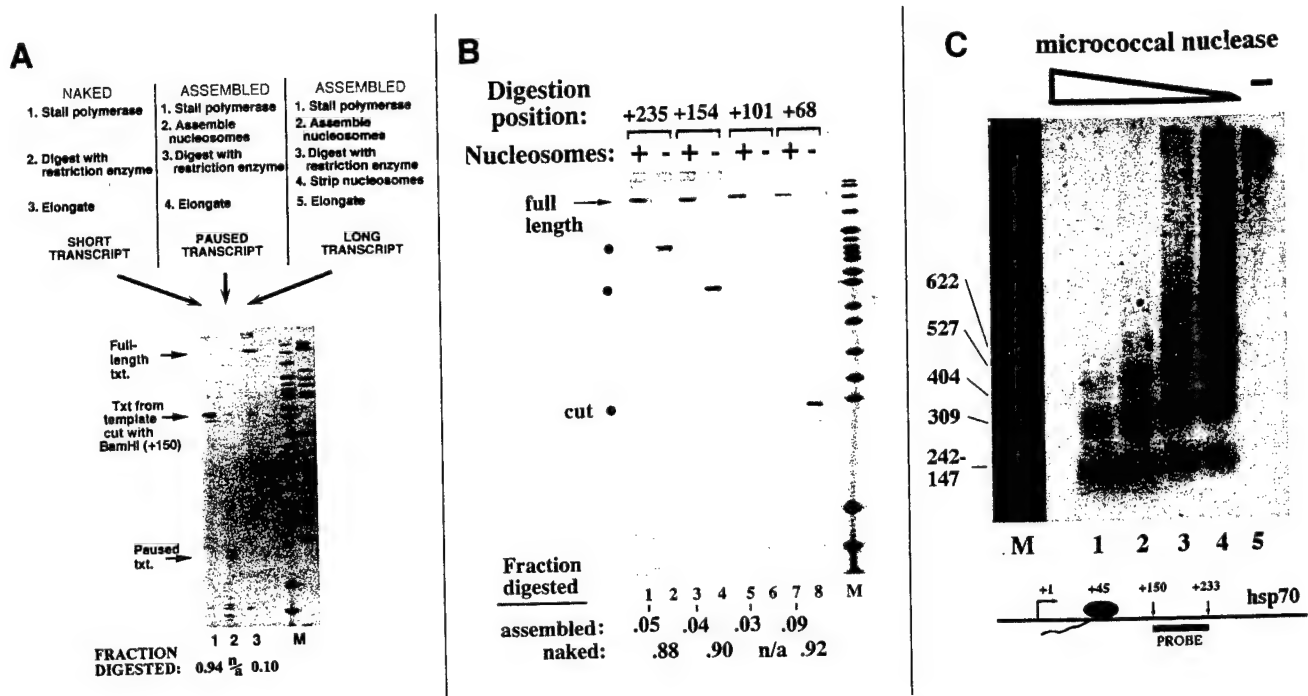 A
NAKED
1. Stall polymerase
2. Digest with
restriction enzyme
3. Elongate
SHORT
TRANSCRIPT
ASSEMBLED
1. Stall polymerase
2. Assemble
nucleosomes
3. Digest with
restriction enzyme
4. Elongate
PAUSED
TRANSCRIPT
ASSEMBLED
1. Stall polymerase
2. Assemble
nucleosomes
3. Digest with
restriction enzyme
4. Strip nucleosomes
5. Elongate
LONG
TRANSCRIPT
Full-
length
txt.
Txt from
template
cut with
BamHI (+150)
Paused
txt.
1 2 3 M
FRACTION
DIGESTED: 0.94 n/a 0.10
B
Digestion
position: +235 +154 +101 +68
Nucleosomes: + - + - + - + -
full
length
cut
Fraction
digested 1 2 3 4 5 6 7 8 M
assembled: .05 .04 .03 .09
naked: .88 .90 n/a .92
C
micrococcal nuclease
-
622
527
404
309
242-
147
M 1 2 3 4 5
+1 +45 +150 +233 hsp70
PROBE